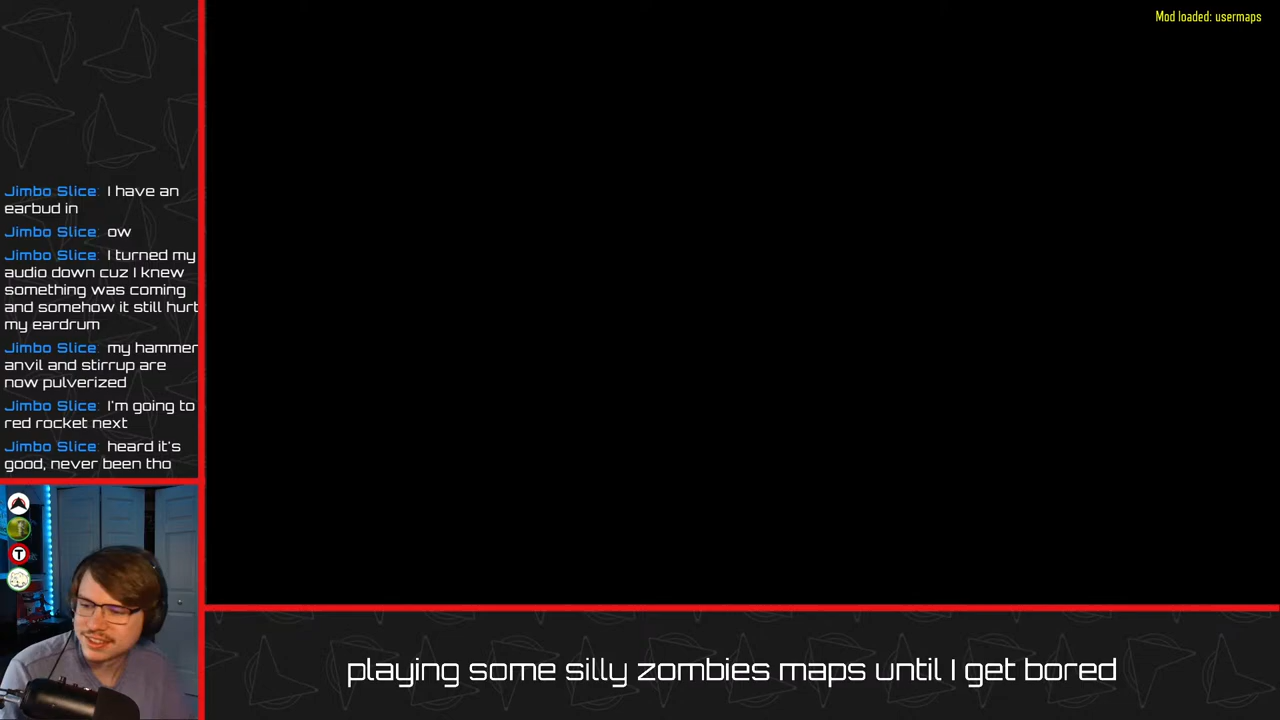 Mod loaded: usermaps
Jimbo Slice: I have an
earbud in
Jimbo Slice: ow
Jimbo Slice: I turned my
audio down cuz I knew
something was coming
and somehow it still hurt
my eardrum
Jimbo Slice: my hammer
anvil and stirrup are
now pulverized
Jimbo Slice: I'm going to
red rocket next
Jimbo Slice: heard it's
good, never been tho
T
playing some silly zombies maps until I get bored